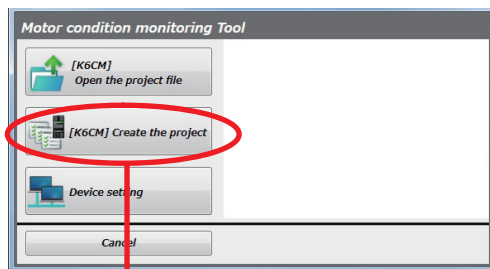 Motor condition monitoring Tool
[K6CM]
Open the project file
[K6CM] Create the project
Device setting
Cancel